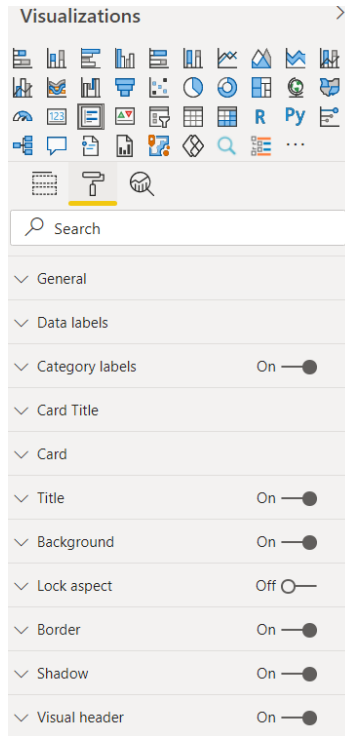 Visualizations
123
R Py
...
Search
General
Data labels
Category labels On
Card Title
Card
Title On
Background On
Lock aspect Off
Border On
Shadow On
Visual header On